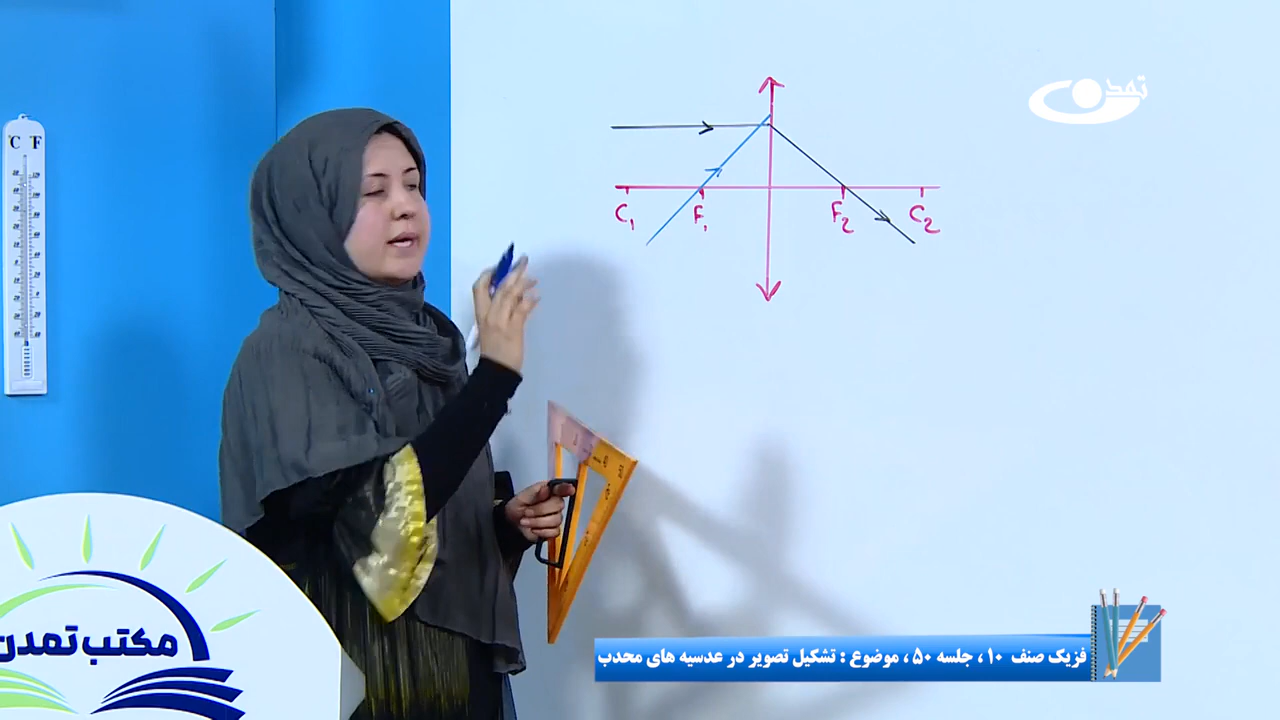 تمدن
C F
C₁ F₁ F₂ C₂
مکتب تمدن
فزیک صنف ۱۰ ، جلسه ۵۰ ، موضوع : تشکیل تصویر در عدسیه های محدب